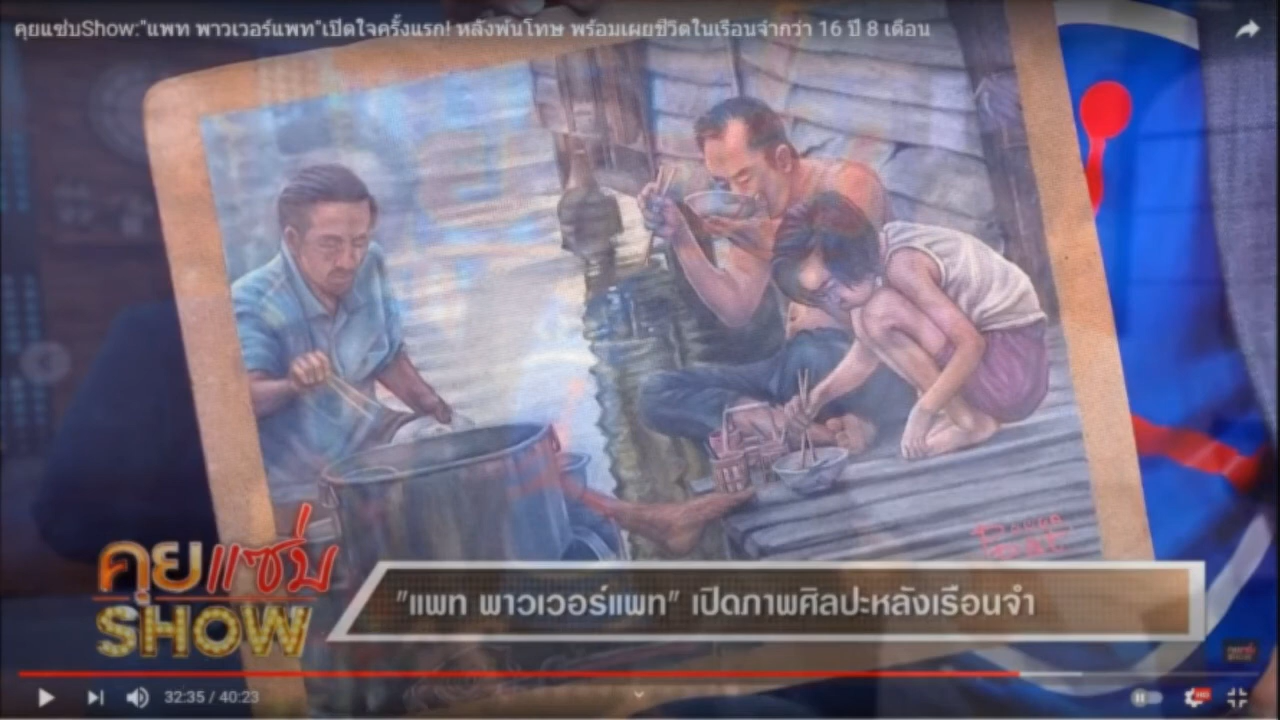 คุยแซ่บShow:"แพท พาวเวอร์แพท"เปิดใจครั้งแรก! หลังพ้นโทษ พร้อมเผยชีวิตในเรือนจำกว่า 16 ปี 8 เดือน
คุยแซ่บ
SHOW
"แพท พาวเวอร์แพท" เปิดภาพศิลปะหลังเรือนจำ
32:35 / 40:23
HD